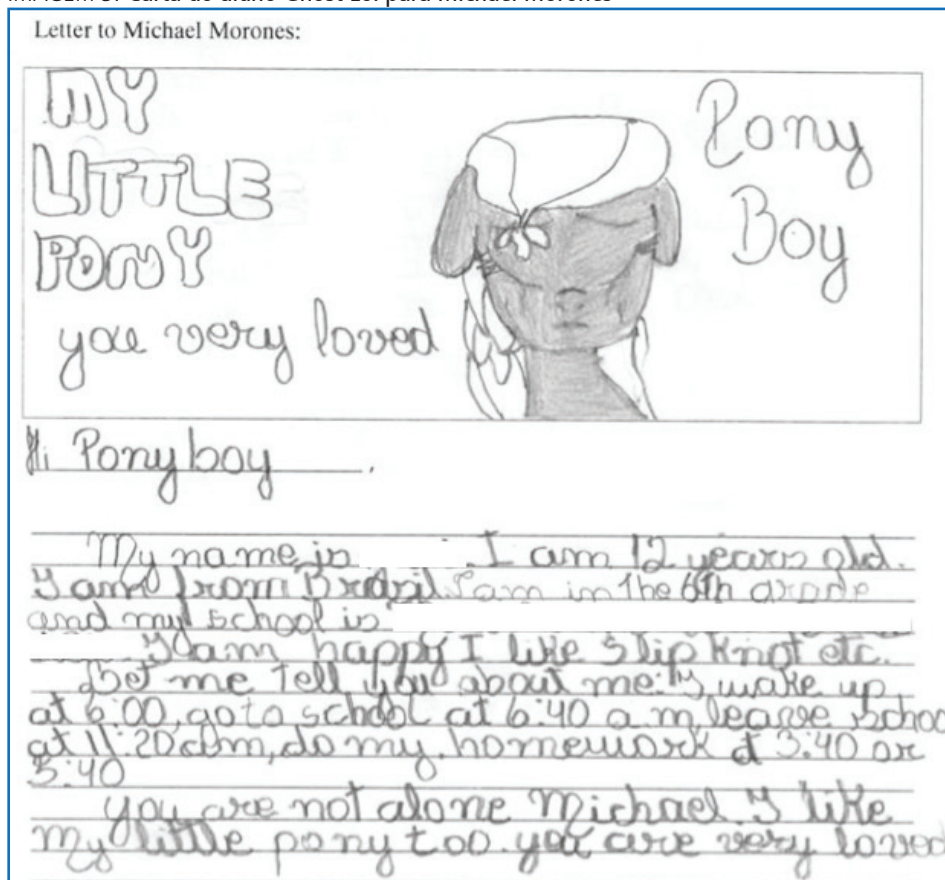 Letter to Michael Morones:
MY
LITTLE
PONY
you very loved
Pony
Boy
Hi Ponyboy.
My name is . I am 12 years old.
I am from Brazil. I am in the 6th grade
and my school is
I am happy I like Slipknot etc.
Let me tell you about me: I wake up
at 6:00, go to school at 6:40 a.m, leave School
at 11:20 a.m, do my homework at 3:40 or
5:40
you are not alone Michael. I like
my little pony too. you are very loved